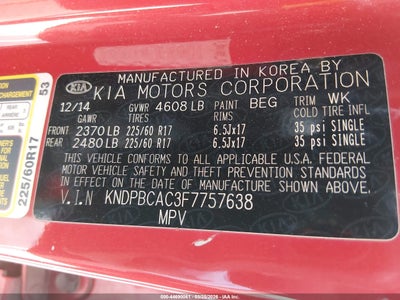 MANUFACTURED IN KOREA BY
KIA KIA MOTORS CORPORATION
12/14 GVWR 4608 LB PAINT BEG TRIM WK
GAWR TIRES RIMS COLD TIRE INFL
FRONT 2370 LB 225/60 R17 6.5Jx17 35 psi SINGLE
REAR 2480 LB 225/60 R17 6.5Jx17 35 psi SINGLE
THIS VEHICLE CONFORMS TO ALL APPLICABLE U.S.A. FEDERAL
MOTOR VEHICLE SAFETY AND THEFT PREVENTION STANDARDS
IN EFFECT ON THE DATE OF MANUFACTURE SHOWN ABOVE.
V.I.N KNDPBCAC3F7757638
MPV
53
225/60R17